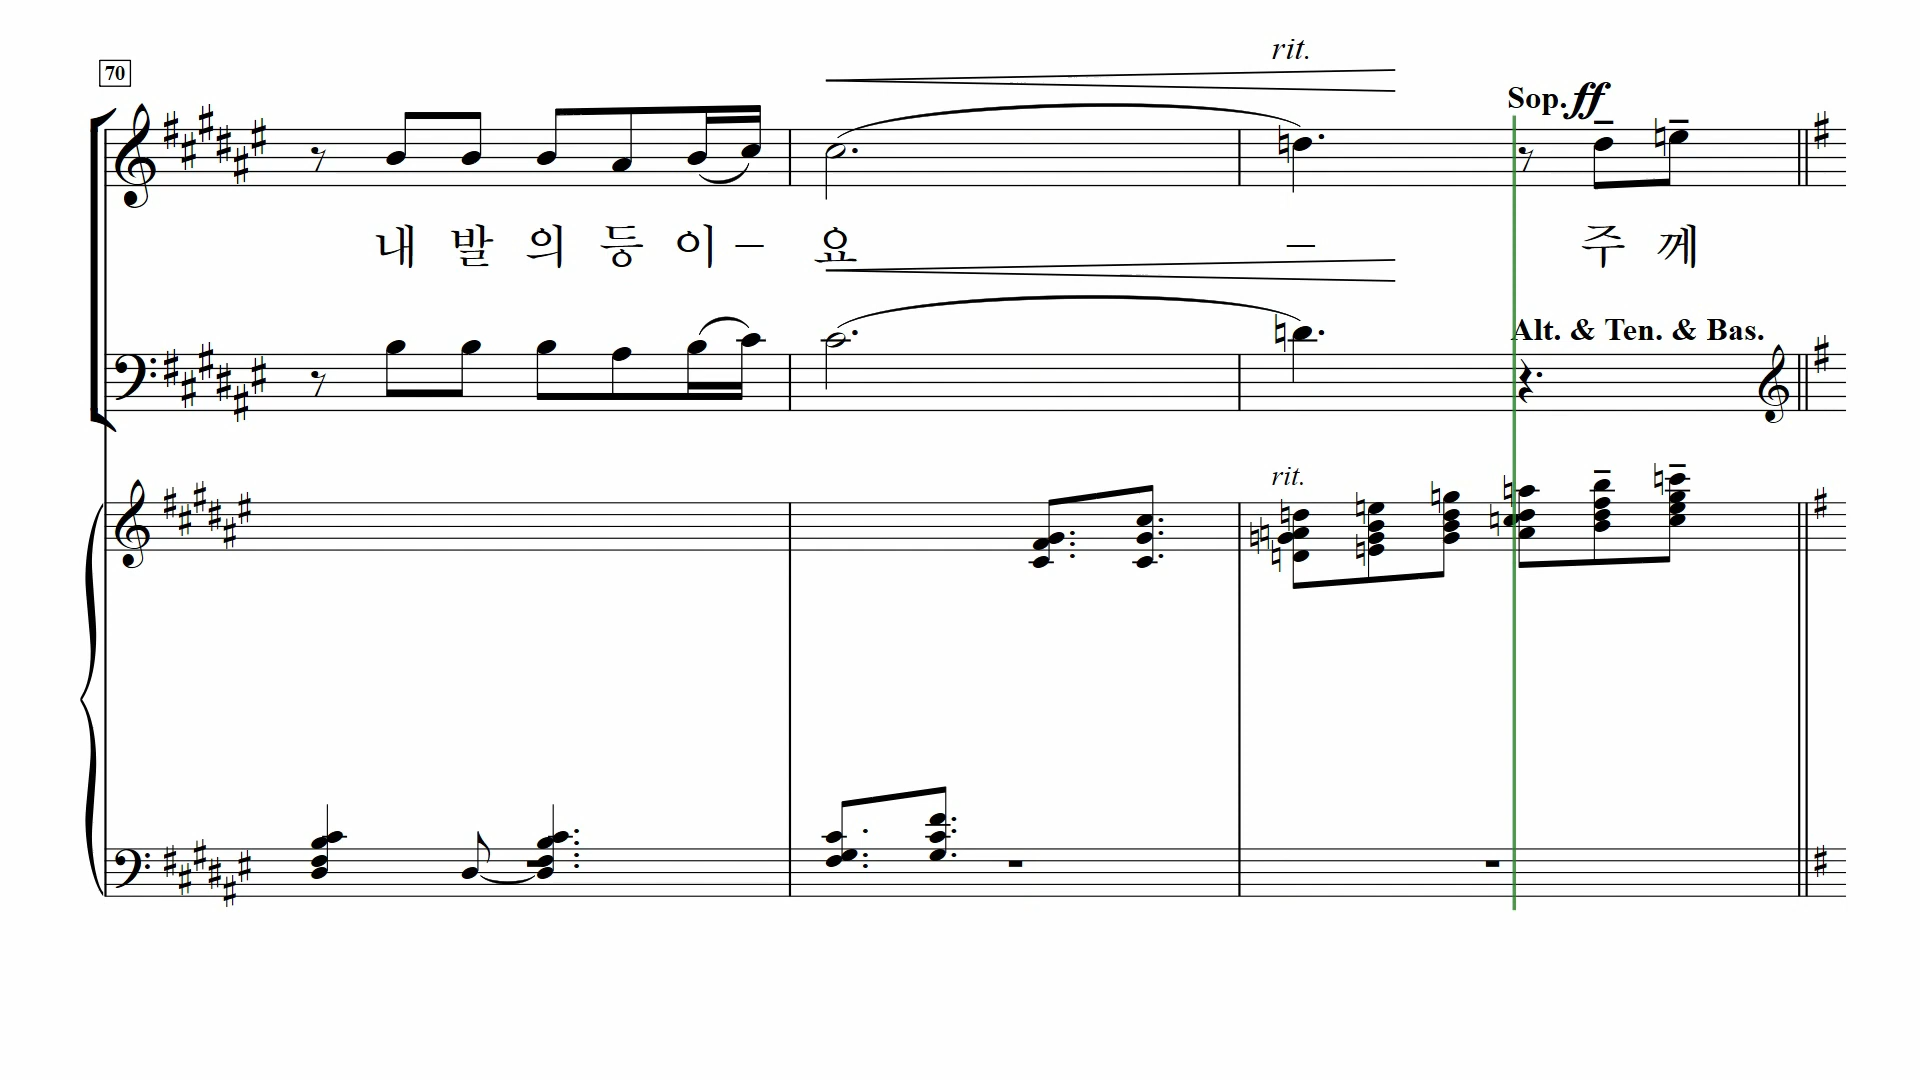 rit.
70
Sop. ff
내 발 의 등 이 – 요 – 주 께
Alt. & Ten. & Bas.
rit.